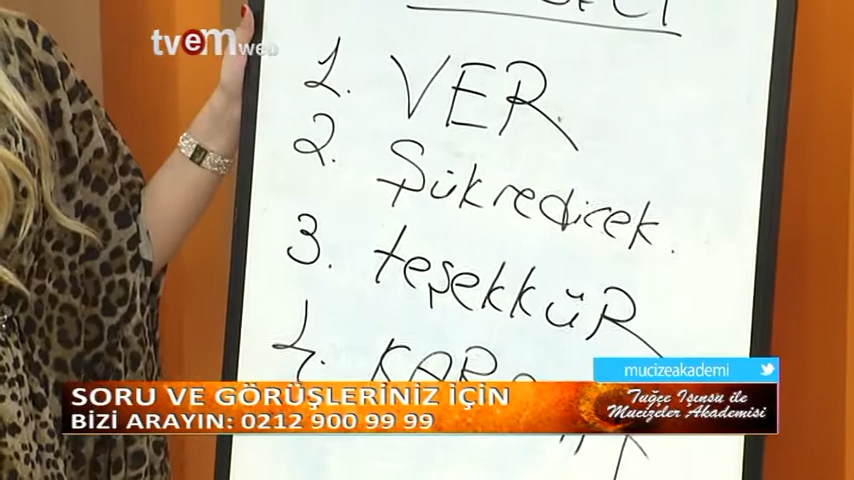 tvem web
1. VER
2. Şükredicek.
3. teşekkÜR
4.
mucizeakademi
SORU VE GÖRÜŞLERİNİZ İÇİN
BİZİ ARAYIN: 0212 900 99 99
Tuğçe Işınsu ile
Mucizeler Akademisi